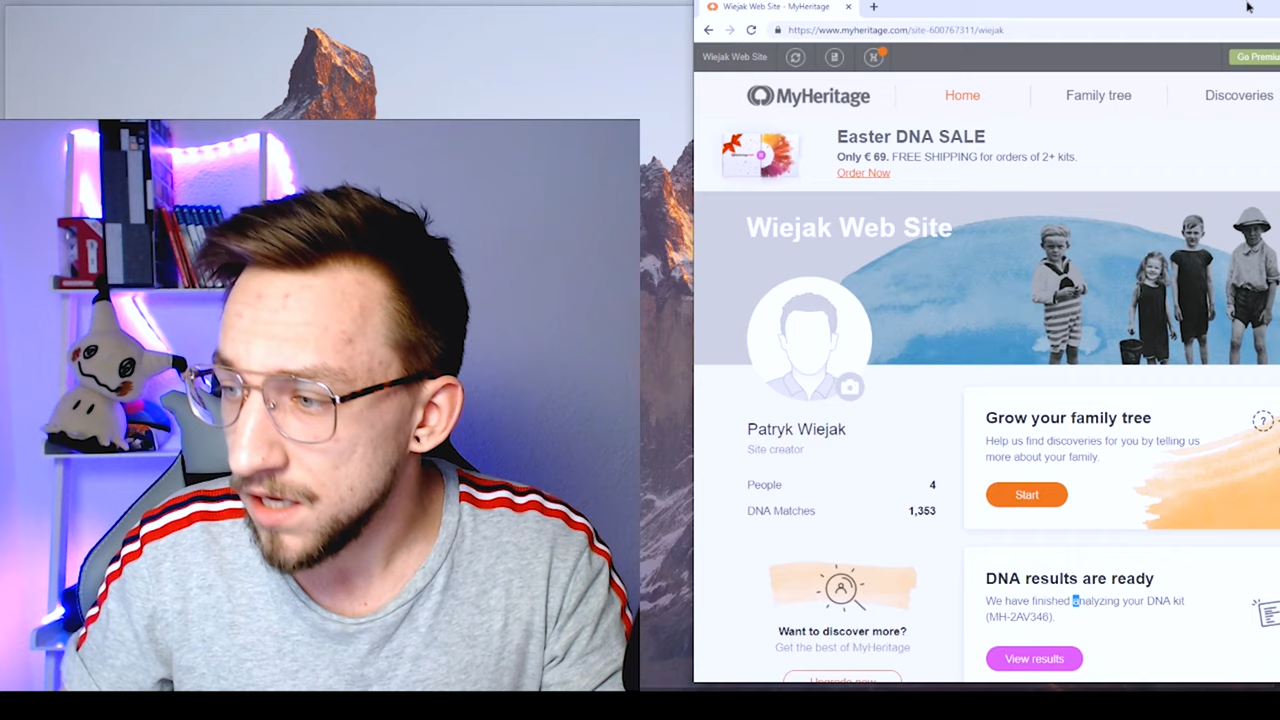 Wiejak Web Site - MyHeritage
https://www.myheritage.com/site-600767311/wiejak
Wiejak Web Site
Go Premiu
MyHeritage
Home
Family tree
Discoveries
Easter DNA SALE
Only € 69. FREE SHIPPING for orders of 2+ kits.
Order Now
Wiejak Web Site
Patryk Wiejak
Site creator
People 4
DNA Matches 1,353
Want to discover more?
Get the best of MyHeritage
Upgrade now
Grow your family tree
Help us find discoveries for you by telling us
more about your family.
Start
DNA results are ready
We have finished analyzing your DNA kit
(MH-2AV346).
View results